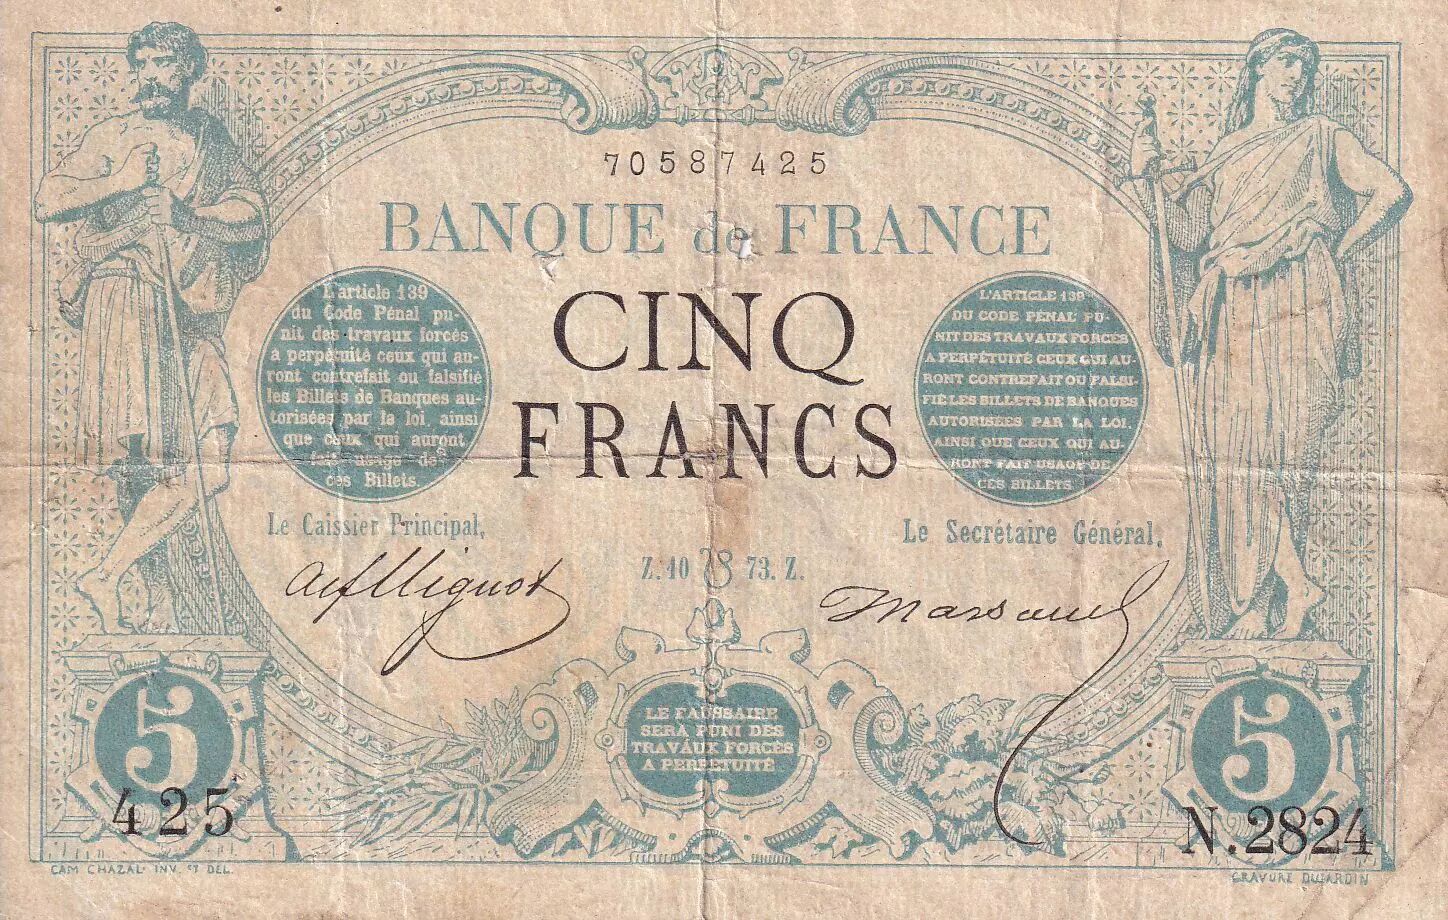 70587425
BANQUE de FRANCE
CINQ
FRANCS
L'article 139
du Code Pénal pu-
nit des travaux forcés
à perpétuité ceux qui au-
ront contrefait ou falsifié
les Billets de Banques au-
torisées par la loi, ainsi
que ceux qui auront
fait usage de
ces Billets.
L'ARTICLE 139
DU CODE PÉNAL PU-
NIT DES TRAVAUX FORCÉS
A PERPÉTUITÉ CEUX QUI AU-
RONT CONTREFAIT OU FALSI-
FIÉ LES BILLETS DE BANQUES
AUTORISÉES PAR LA LOI,
AINSI QUE CEUX QUI AU-
RONT FAIT USAGE DE
CES BILLETS.
Le Caissier Principal,
Le Secrétaire Général,
Z.10 73.Z.
Mignot
Marsaud
LE FAUSSAIRE
SERA PUNI DES
TRAVAUX FORCÉS
A PERPÉTUITÉ
5
5
425
N.2824
CAM CHAZAL INV. ET DEL.
GRAVURE DUJARDIN